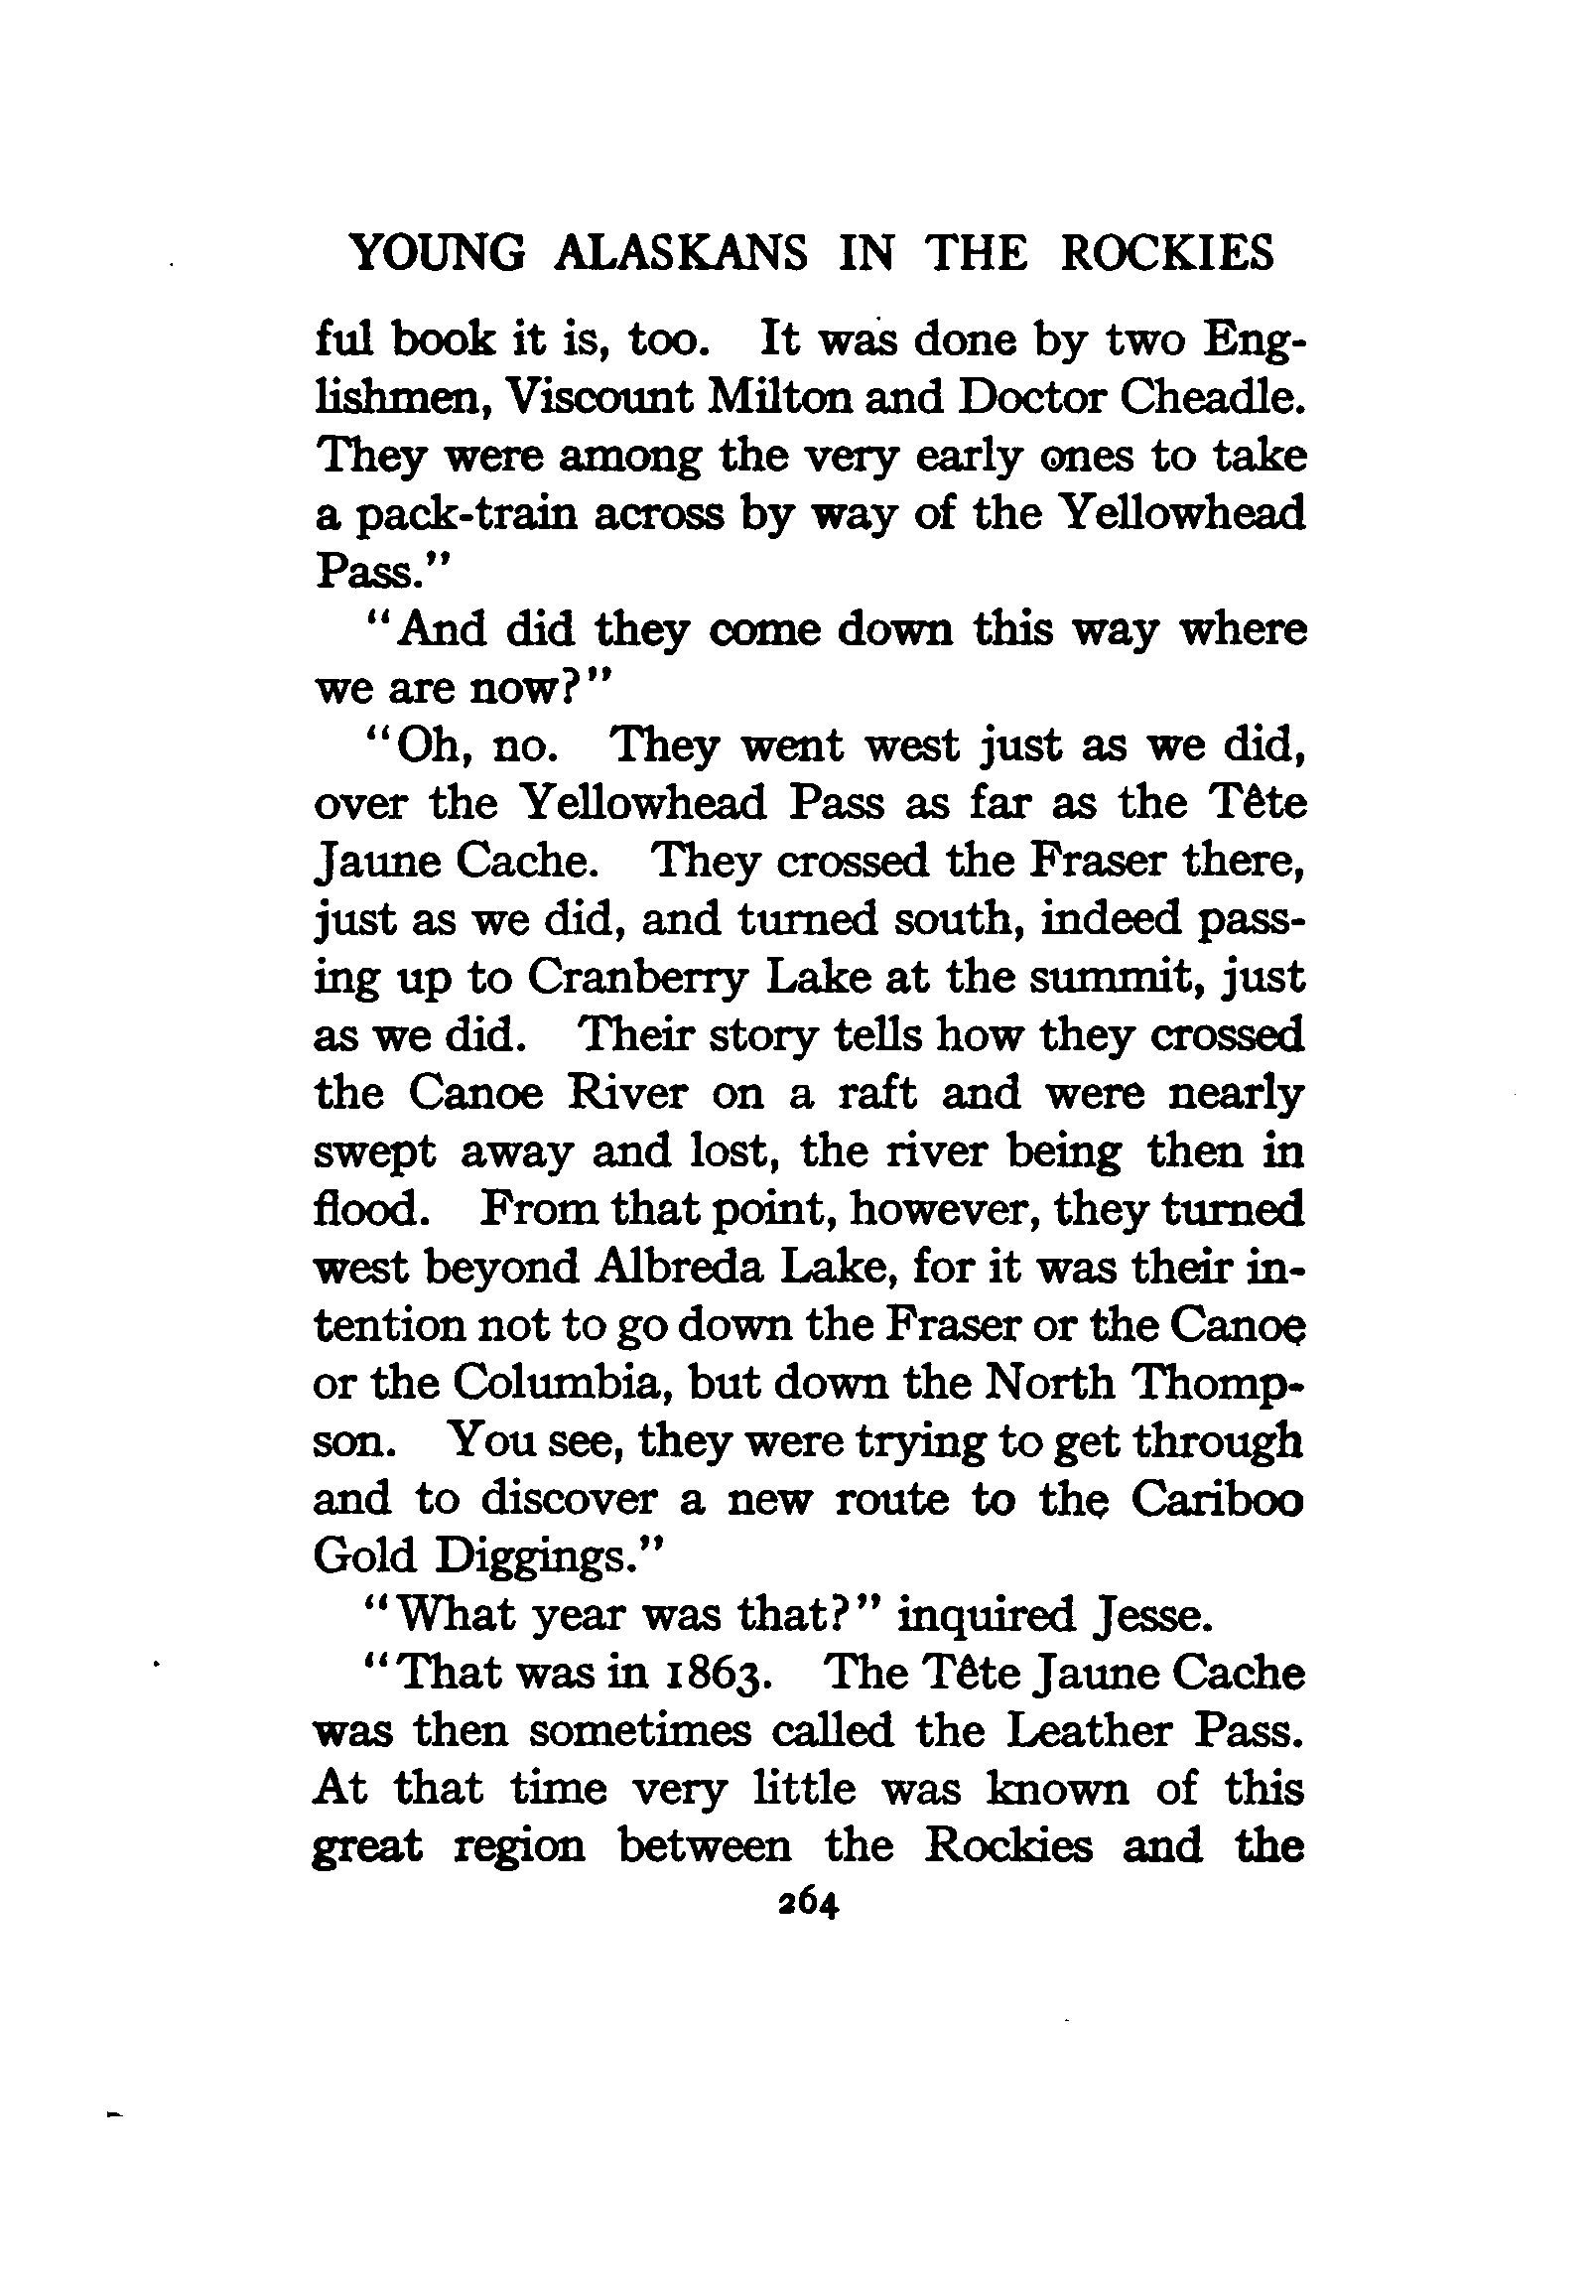 YOUNG ALASKANS IN THE ROCKIES
ful book it is, too. It was done by two Eng-
lishmen, Viscount Milton and Doctor Cheadle.
They were among the very early ones to take
a pack-train across by way of the Yellowhead
Pass."
"And did they come down this way where
we are now?"
"Oh, no. They went west just as we did,
over the Yellowhead Pass as far as the Tête
Jaune Cache. They crossed the Fraser there,
just as we did, and turned south, indeed pass-
ing up to Cranberry Lake at the summit, just
as we did. Their story tells how they crossed
the Canoe River on a raft and were nearly
swept away and lost, the river being then in
flood. From that point, however, they turned
west beyond Albreda Lake, for it was their in-
tention not to go down the Fraser or the Canoe
or the Columbia, but down the North Thomp-
son. You see, they were trying to get through
and to discover a new route to the Cariboo
Gold Diggings."
"What year was that?" inquired Jesse.
"That was in 1863. The Tête Jaune Cache
was then sometimes called the Leather Pass.
At that time very little was known of this
great region between the Rockies and the
264